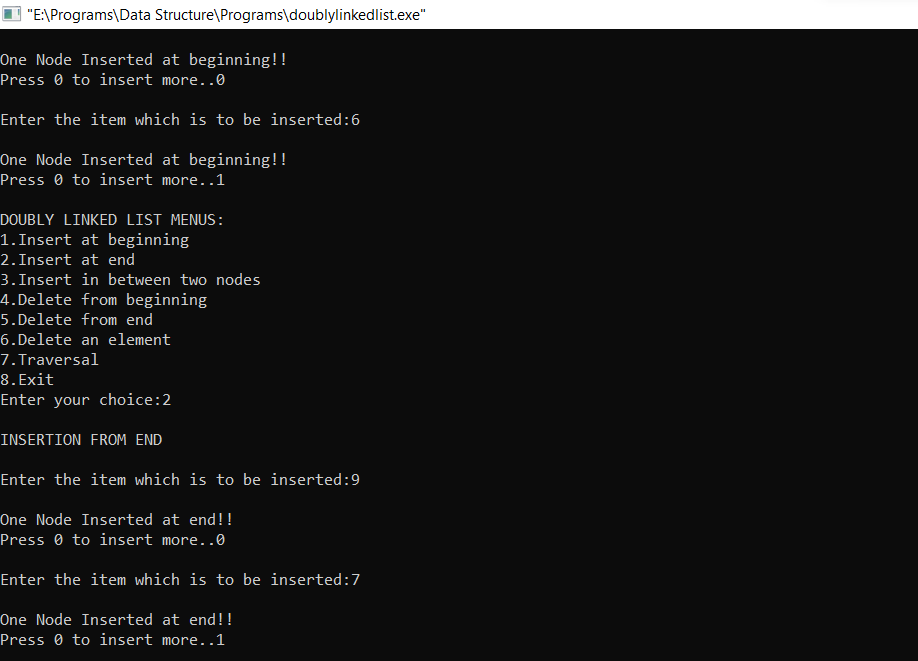 "E:\Programs\Data Structure\Programs\doublylinkedlist.exe"
One Node Inserted at beginning!!
Press 0 to insert more..0
Enter the item which is to be inserted:6
One Node Inserted at beginning!!
Press 0 to insert more..1
DOUBLY LINKED LIST MENUS:
1.Insert at beginning
2.Insert at end
3.Insert in between two nodes
4.Delete from beginning
5.Delete from end
6.Delete an element
7.Traversal
8.Exit
Enter your choice:2
INSERTION FROM END
Enter the item which is to be inserted:9
One Node Inserted at end!!
Press 0 to insert more..0
Enter the item which is to be inserted:7
One Node Inserted at end!!
Press 0 to insert more..1